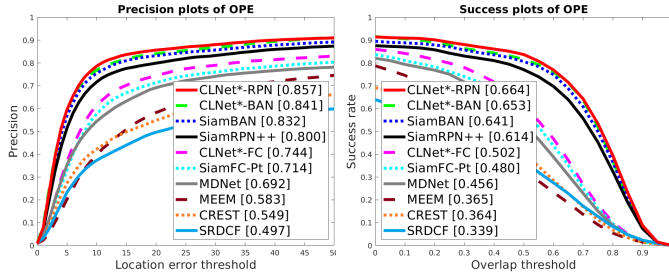 Precision plots of OPE
1
0.9
0.8
0.7
0.6
0.5
0.4
0.3
0.2
0.1
0
Precision
CLNet*-RPN [0.857]
CLNet*-BAN [0.841]
SiamBAN [0.832]
SiamRPN++ [0.800]
CLNet*-FC [0.744]
SiamFC-Pt [0.714]
MDNet [0.692]
MEEM [0.583]
CREST [0.549]
SRDCF [0.497]
0 5 10 15 20 25 30 35 40 45 50
Location error threshold
Success plots of OPE
1
0.9
0.8
0.7
0.6
0.5
0.4
0.3
0.2
0.1
0
Success rate
CLNet*-RPN [0.664]
CLNet*-BAN [0.653]
SiamBAN [0.641]
SiamRPN++ [0.614]
CLNet*-FC [0.502]
SiamFC-Pt [0.480]
MDNet [0.456]
MEEM [0.365]
CREST [0.364]
SRDCF [0.339]
0 0.1 0.2 0.3 0.4 0.5 0.6 0.7 0.8 0.9
Overlap threshold